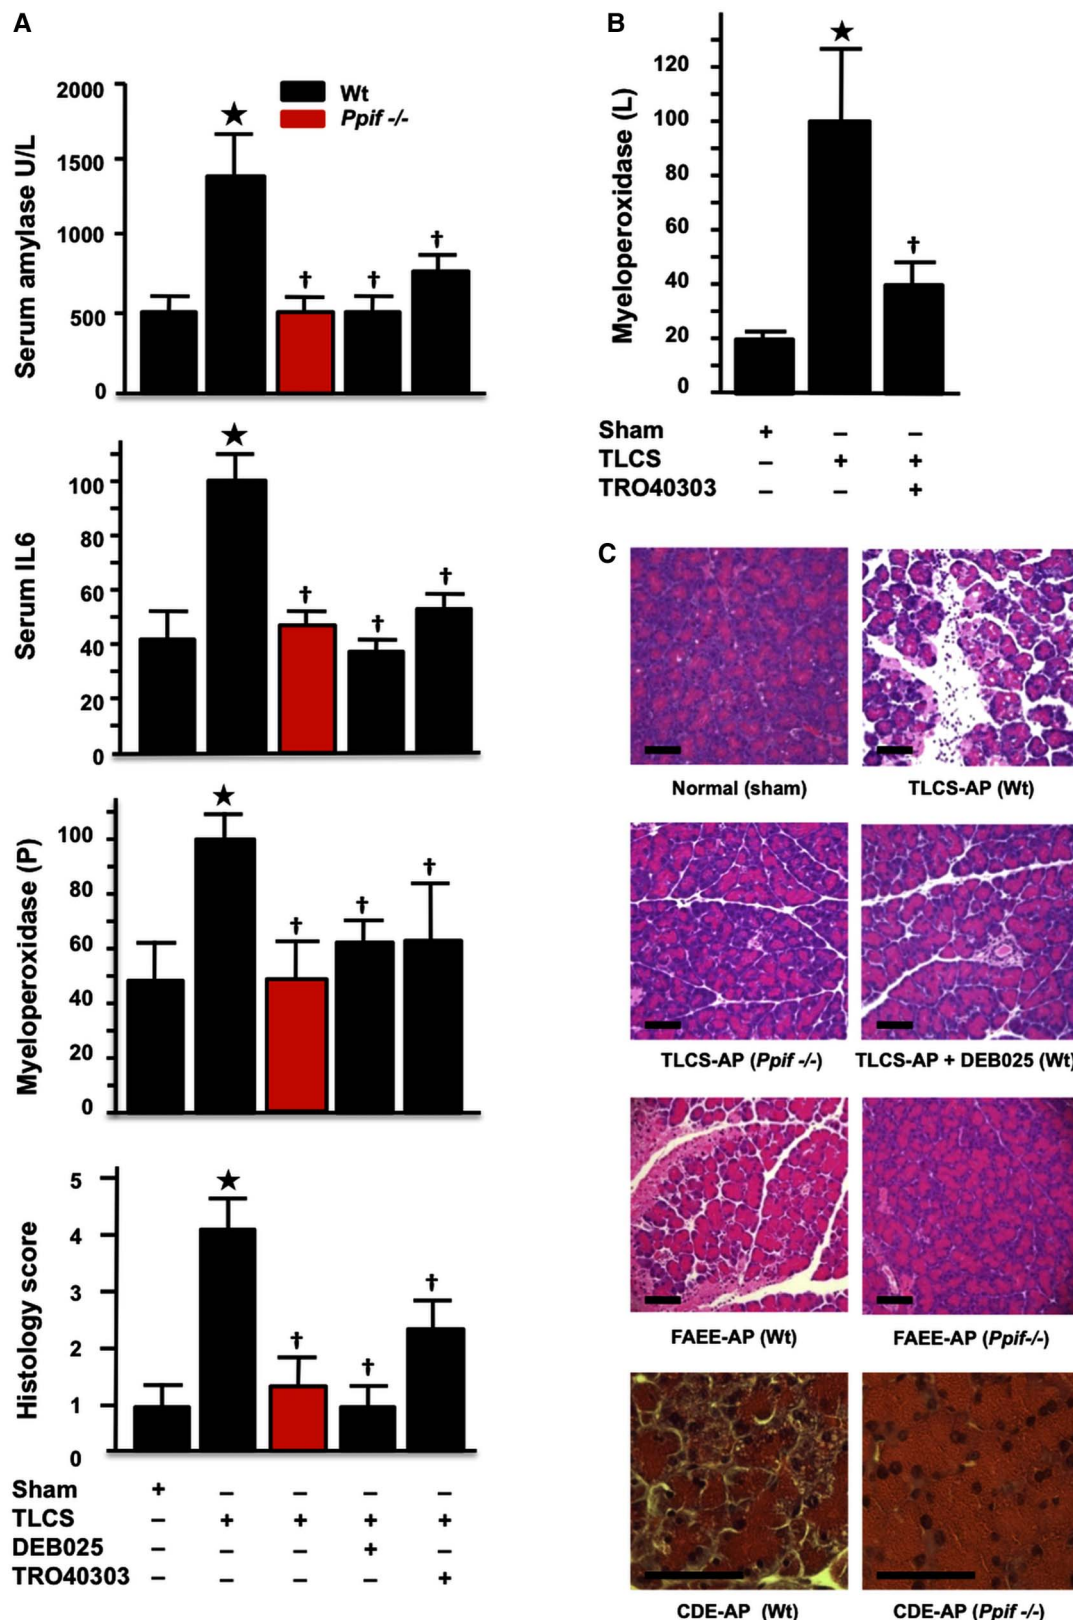 A
Serum amylase U/L
2000
1500
1000
500
0
Wt
Ppif -/-
★
†
†
†
Serum IL6
100
80
60
40
20
0
★
†
†
†
Myeloperoxidase (P)
100
80
60
40
20
0
★
†
†
†
Histology score
5
4
3
2
1
0
★
†
†
†
Sham + – – – –
TLCS – + + + +
DEB025 – – – + –
TRO40303 – – – – +
B
Myeloperoxidase (L)
120
100
80
60
40
20
0
★
†
Sham + – –
TLCS – + +
TRO40303 – – +
C
Normal (sham)
TLCS-AP (Wt)
TLCS-AP (Ppif -/-)
TLCS-AP + DEB025 (Wt)
FAEE-AP (Wt)
FAEE-AP (Ppif-/-)
CDE-AP (Wt)
CDE-AP (Ppif -/-)